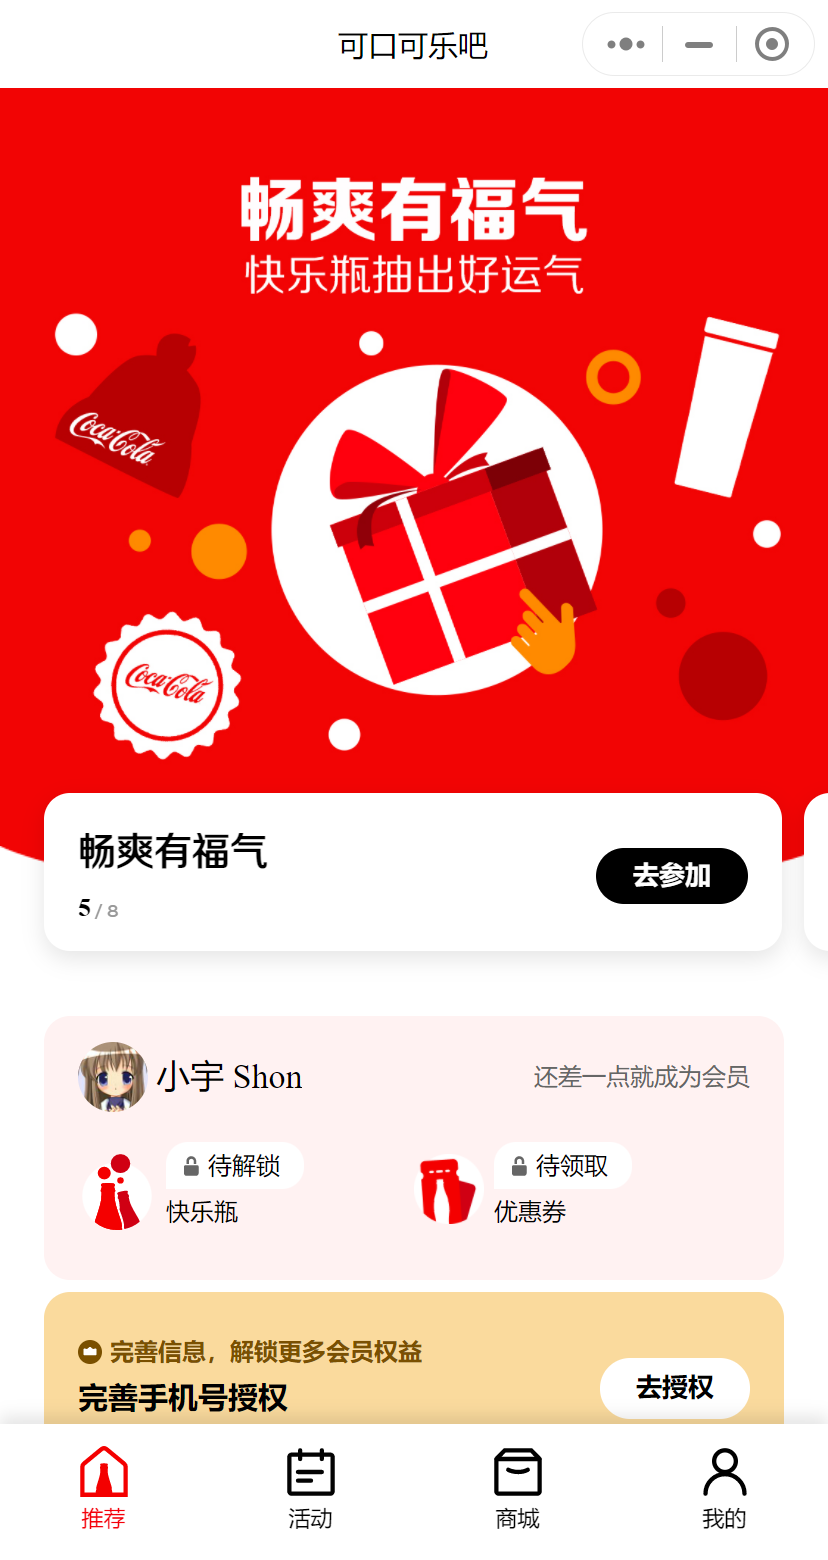 可口可乐吧
畅爽有福气
快乐瓶抽出好运气
Coca-Cola
Coca-Cola
畅爽有福气
去参加
5 / 8
小宇 Shon
还差一点就成为会员
待解锁
快乐瓶
待领取
优惠券
完善信息，解锁更多会员权益
完善手机号授权
去授权
推荐
活动
商城
我的